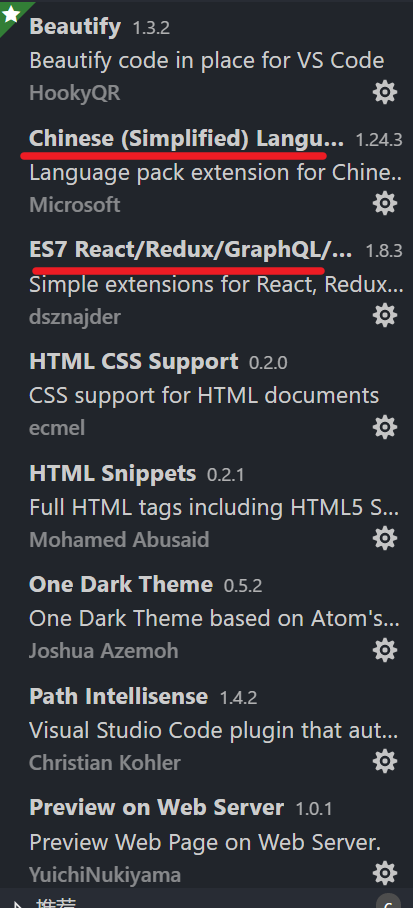 Beautify 1.3.2
Beautify code in place for VS Code
HookyQR
Chinese (Simplified) Langu... 1.24.3
Language pack extension for Chine...
Microsoft
ES7 React/Redux/GraphQL/... 1.8.3
Simple extensions for React, Redux...
dsznajder
HTML CSS Support 0.2.0
CSS support for HTML documents
ecmel
HTML Snippets 0.2.1
Full HTML tags including HTML5 S...
Mohamed Abusaid
One Dark Theme 0.5.2
One Dark Theme based on Atom's...
Joshua Azemoh
Path Intellisense 1.4.2
Visual Studio Code plugin that aut...
Christian Kohler
Preview on Web Server 1.0.1
Preview Web Page on Web Server.
YuichiNukiyama
推荐 6